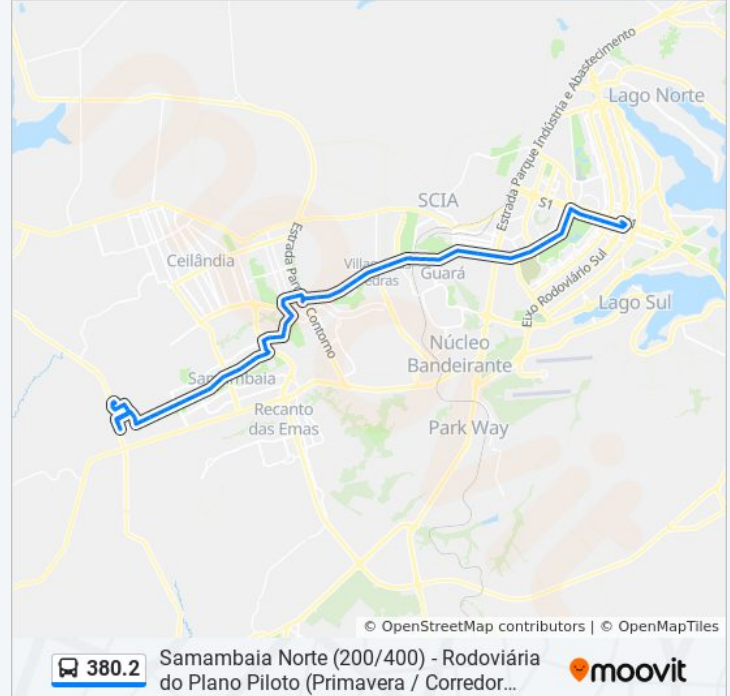 Lago Norte
Estrada Parque Indústria e Abastecimento
SCIA
S1
Ceilândia
Estrada Par
Contorno
Guará
Eixo Rodoviário Sul
Lago Sul
Núcleo
Bandeirante
Samambaia
Recanto
das Emas
Park Way
© OpenStreetMap contributors | © OpenMapTiles
380.2
Samambaia Norte (200/400) - Rodoviária
do Plano Piloto (Primavera / Corredor...
moovit